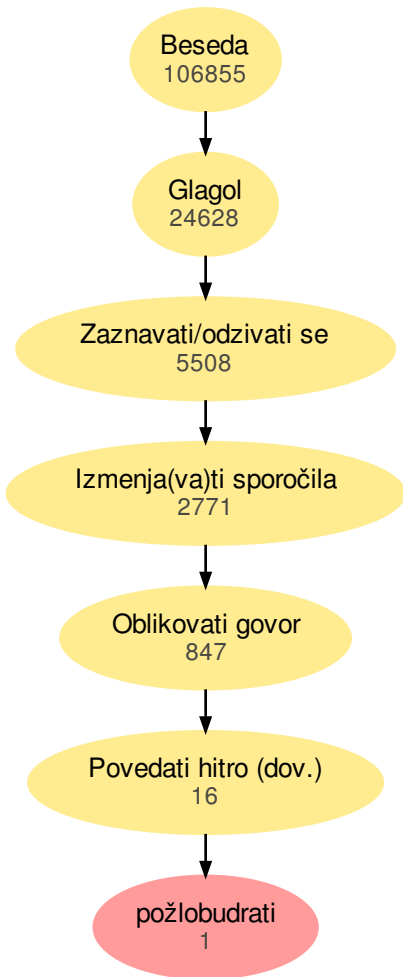 Beseda
106855
Glagol
24628
Zaznavati/odzivati se
5508
Izmenja(va)ti sporočila
2771
Oblikovati govor
847
Povedati hitro (dov.)
16
požlobudrati
1